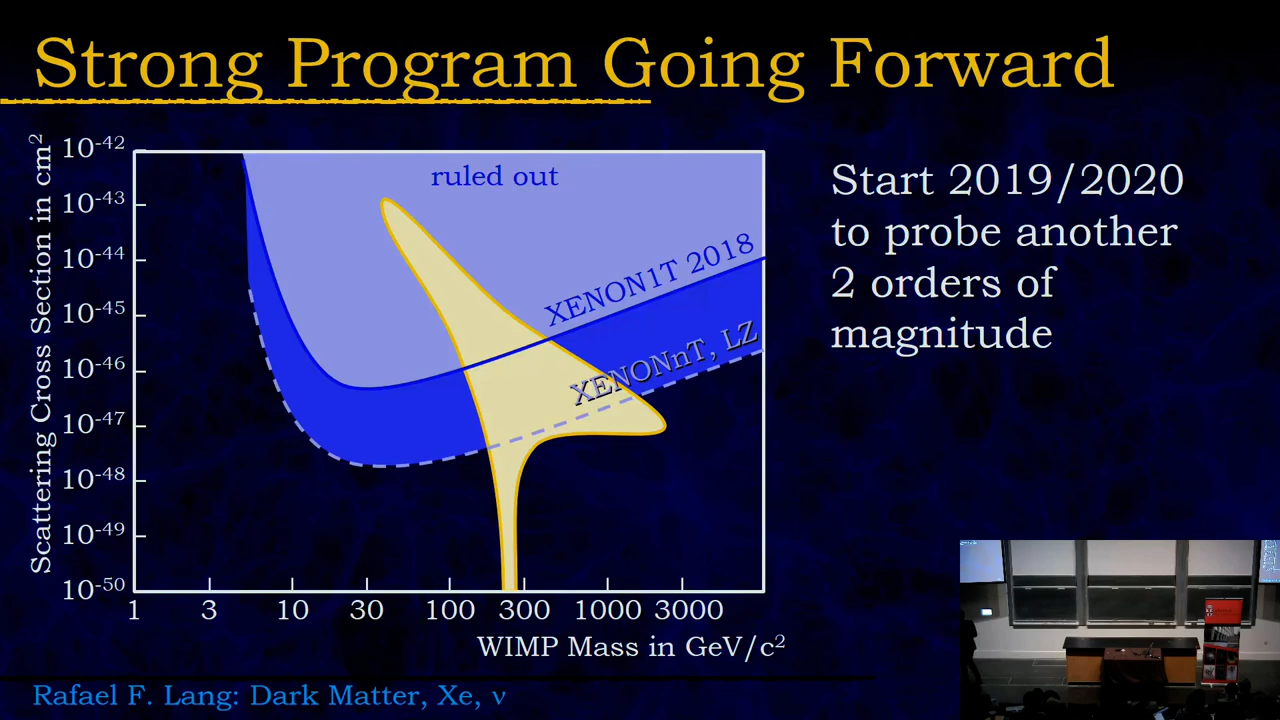 Strong Program Going Forward
Scattering Cross Section in cm²
10⁻⁴²
10⁻⁴³
10⁻⁴⁴
10⁻⁴⁵
10⁻⁴⁶
10⁻⁴⁷
10⁻⁴⁸
10⁻⁴⁹
10⁻⁵⁰
ruled out
XENON1T 2018
XENONnT, LZ
1 3 10 30 100 300 1000 3000
WIMP Mass in GeV/c²
Start 2019/2020
to probe another
2 orders of
magnitude
Rafael F. Lang: Dark Matter, Xe, ν